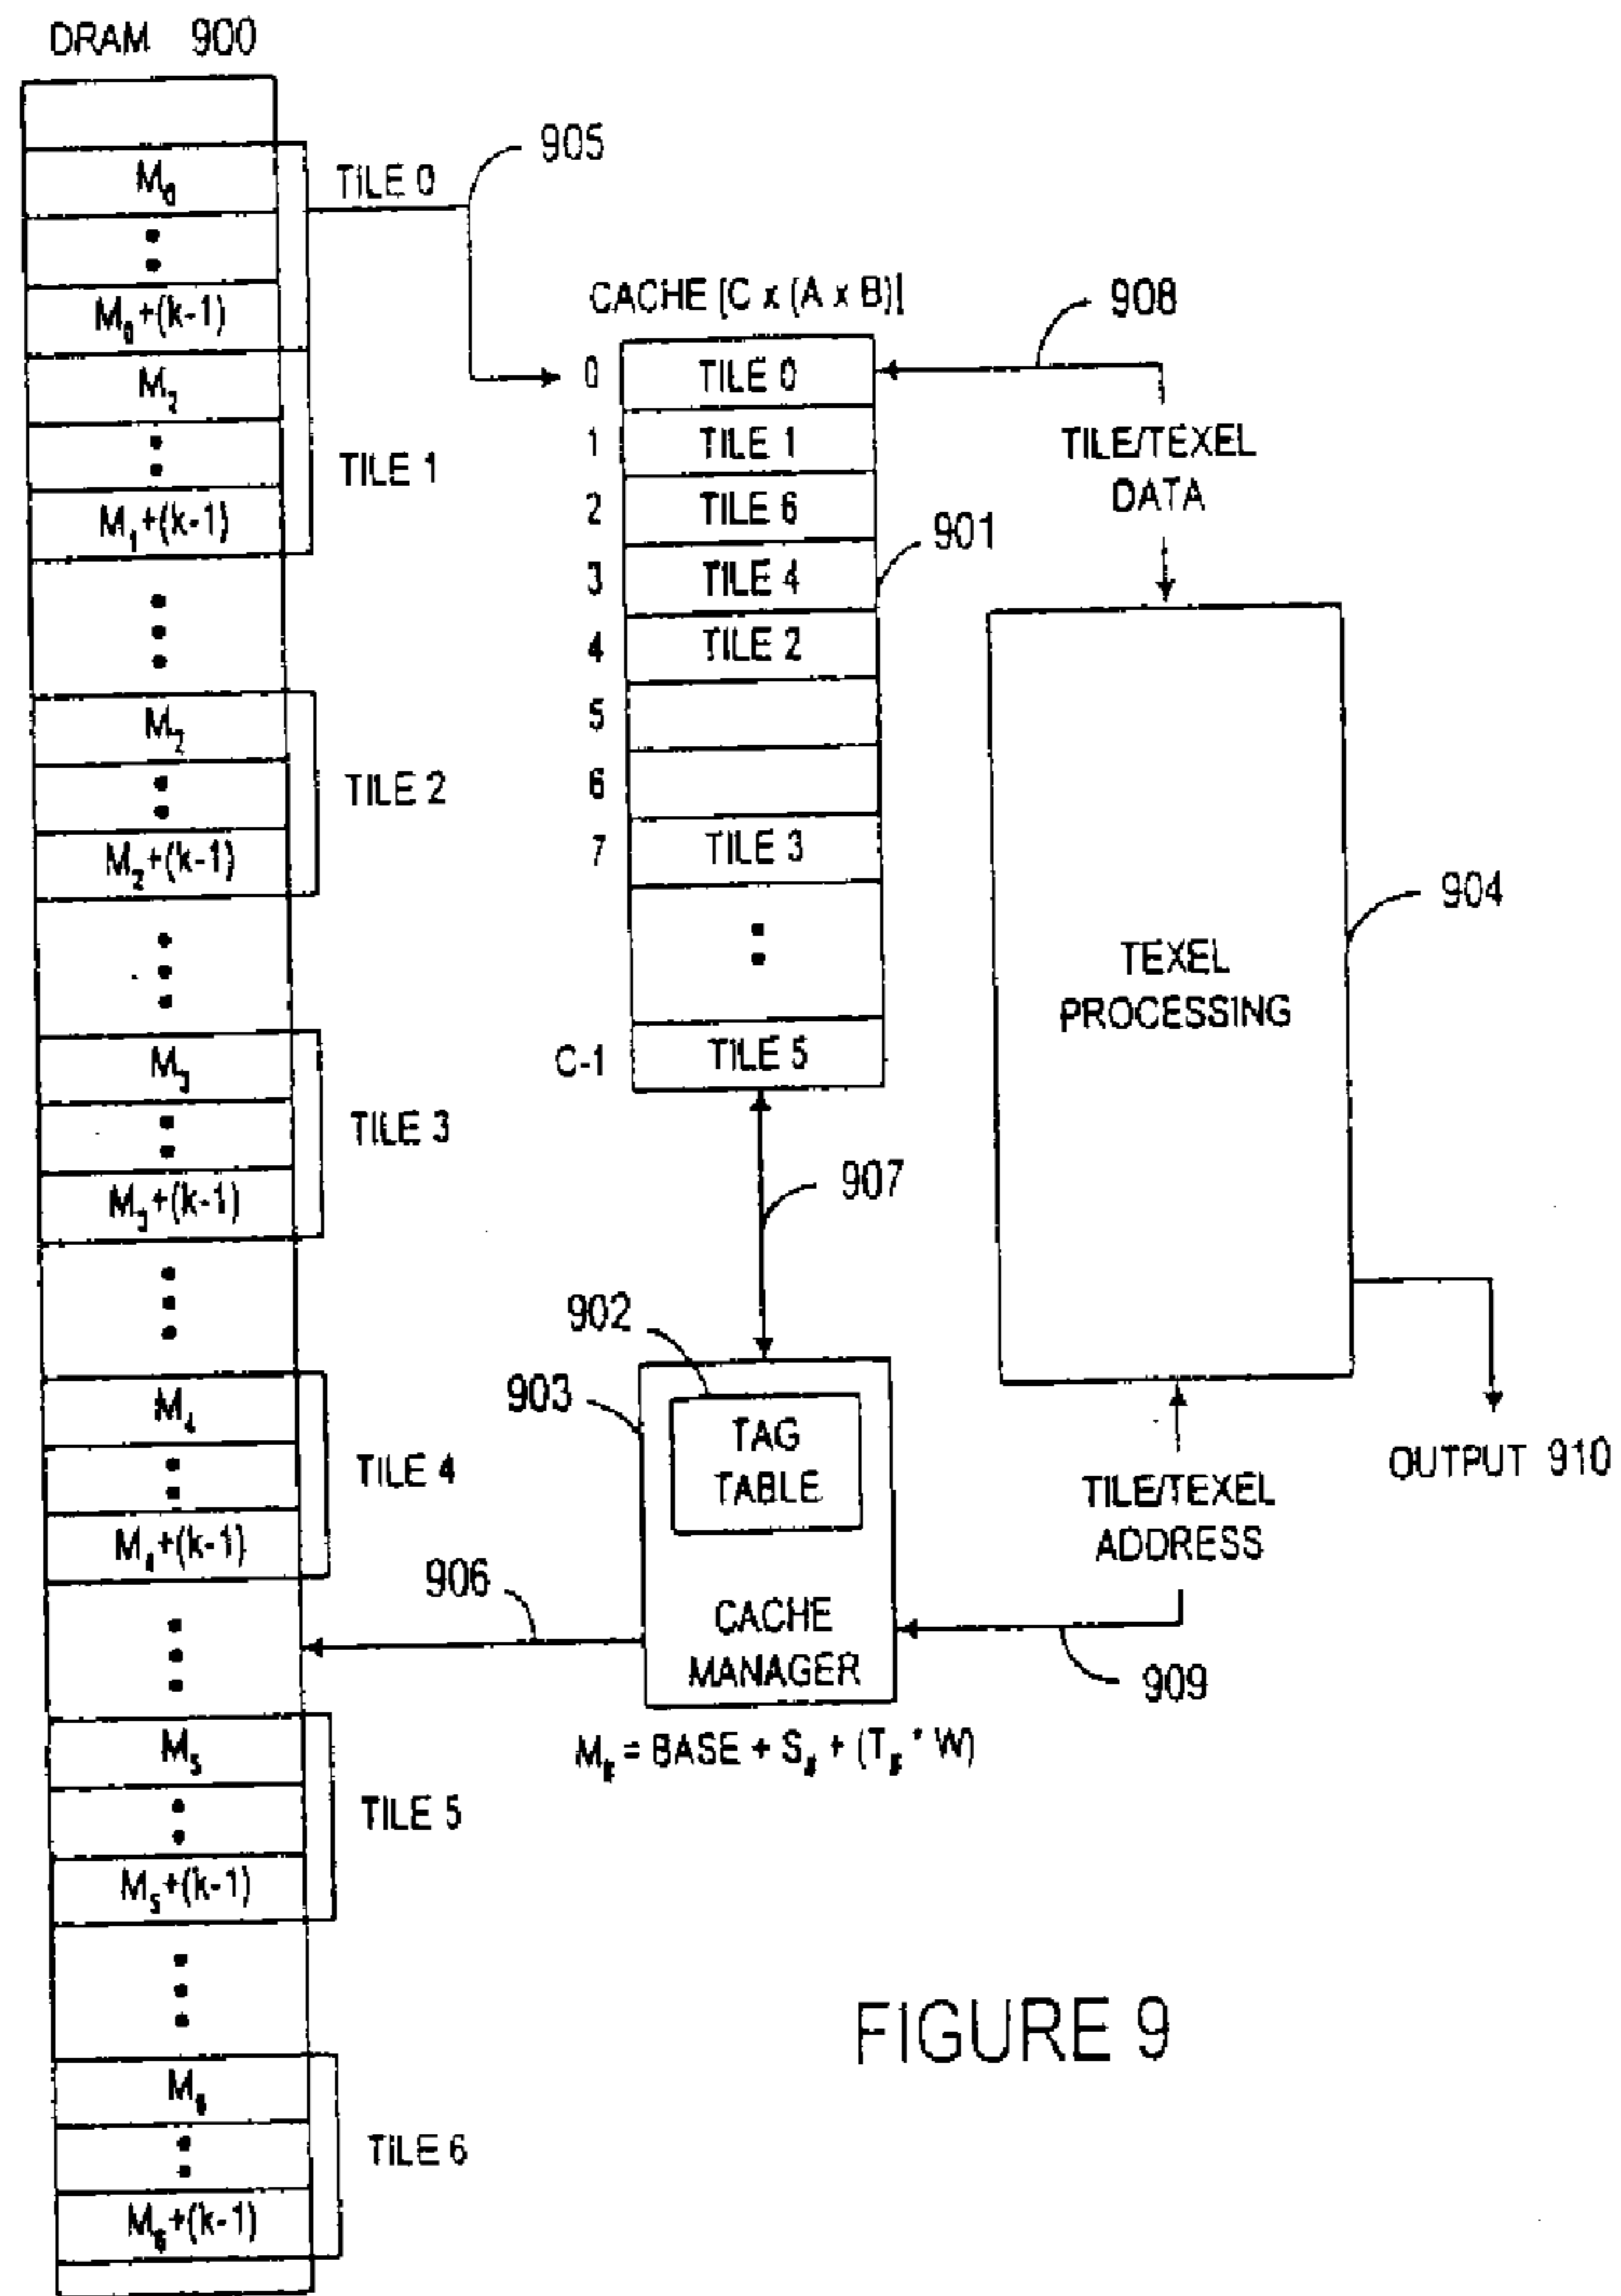 DRAM 900
M₀
M₀+(k-1)
TILE 0
905
M₁
M₁+(k-1)
TILE 1
M₂
M₂+(k-1)
TILE 2
M₃
M₃+(k-1)
TILE 3
M₄
M₄+(k-1)
TILE 4
M₅
M₅+(k-1)
TILE 5
M₆
M₆+(k-1)
TILE 6
CACHE [C x (A x B)]
0 TILE 0
1 TILE 1
2 TILE 6
3 TILE 4
4 TILE 2
5
6
7 TILE 3
C-1 TILE 5
901
908
TILE/TEXEL
DATA
TEXEL
PROCESSING
904
907
902
903
TAG
TABLE
CACHE
MANAGER
906
TILE/TEXEL
ADDRESS
909
OUTPUT 910
M# = BASE + S# + (T# * W)
FIGURE 9